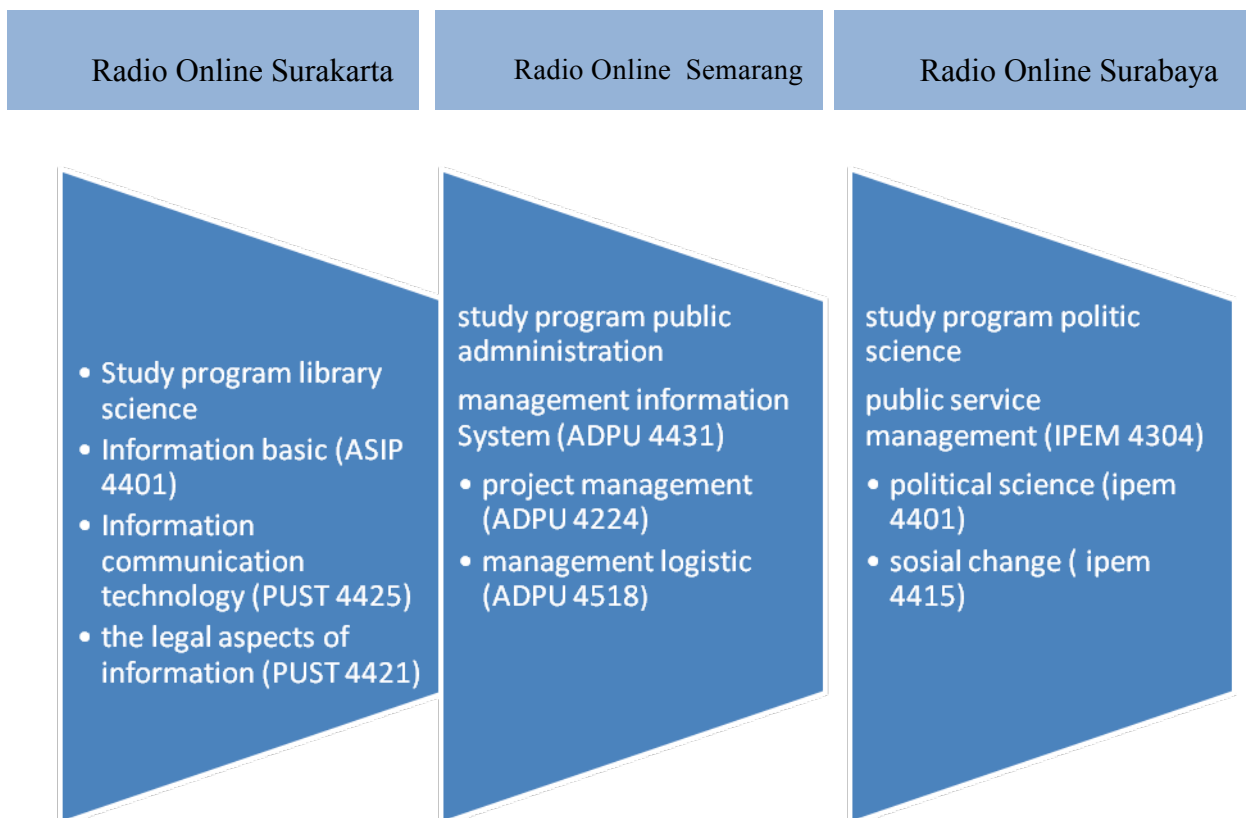 Radio Online Surakarta
Radio Online Semarang
Radio Online Surabaya
• Study program library
science
• Information basic (ASIP
4401)
• Information
communication
technology (PUST 4425)
• the legal aspects of
information (PUST 4421)
study program public
admninistration
management information
System (ADPU 4431)
• project management
(ADPU 4224)
• management logistic
(ADPU 4518)
study program politic
science
public service
management (IPEM 4304)
• political science (ipem
4401)
• sosial change ( ipem
4415)